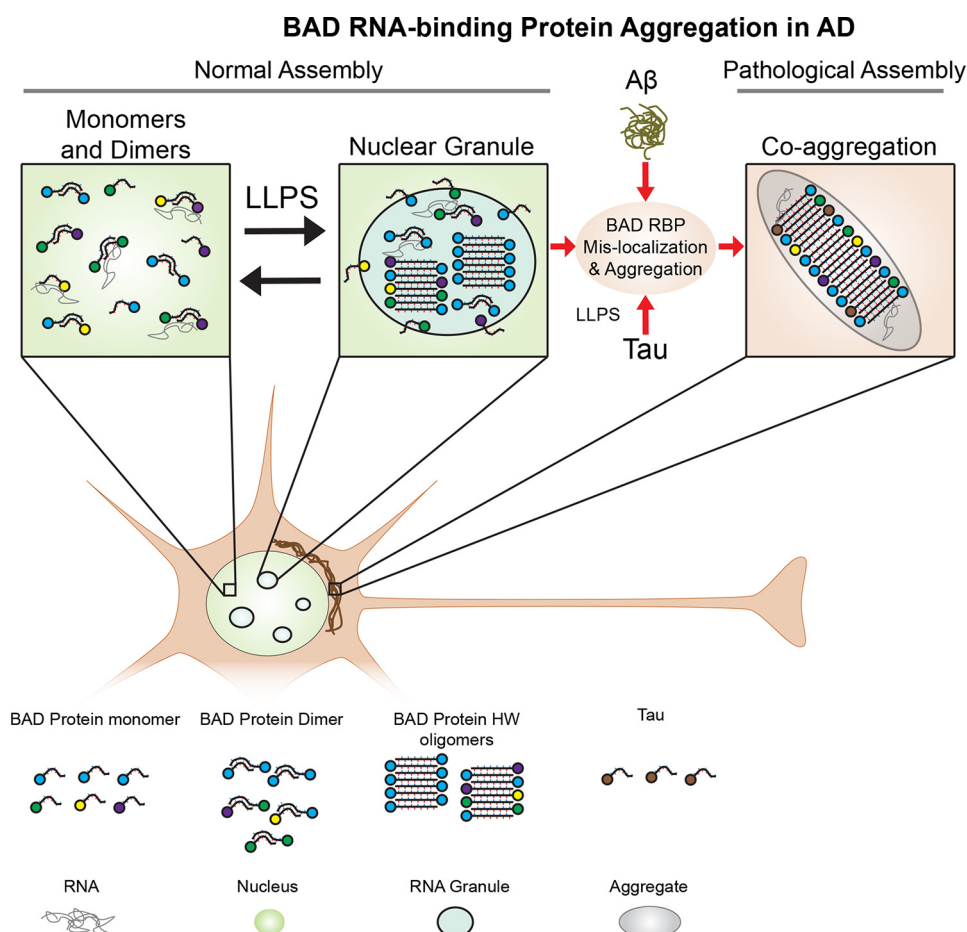 BAD RNA-binding Protein Aggregation in AD
Normal Assembly
Pathological Assembly
Monomers
and Dimers
LLPS
Nuclear Granule
Aβ
BAD RBP
Mis-localization
& Aggregation
LLPS
Tau
Co-aggregation
BAD Protein monomer
BAD Protein Dimer
BAD Protein HW
oligomers
Tau
RNA
Nucleus
RNA Granule
Aggregate